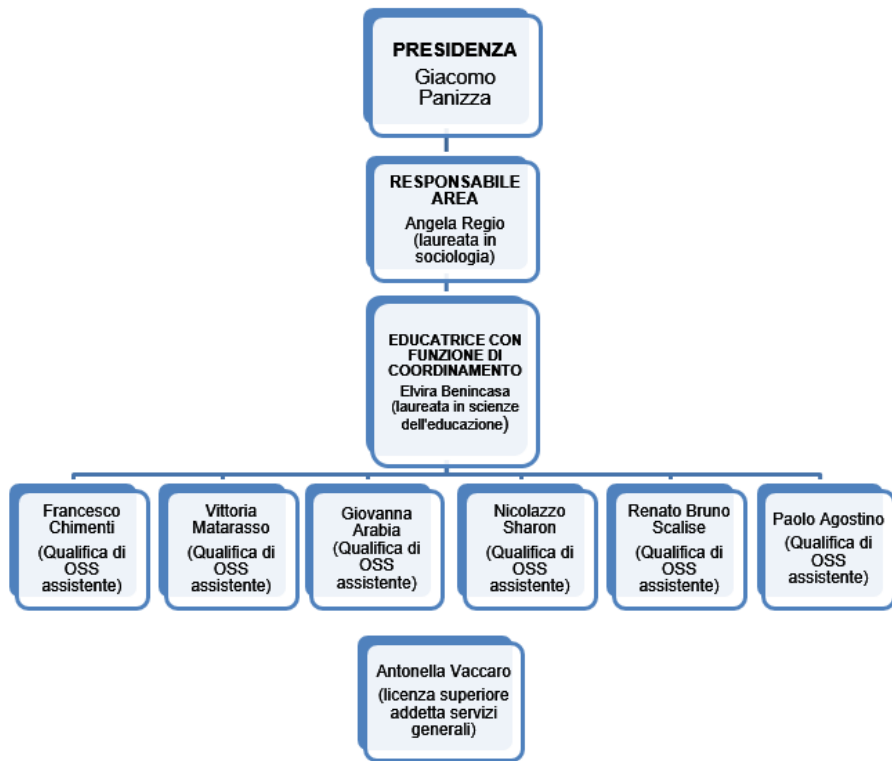 PRESIDENZA
Giacomo
Panizza
RESPONSABILE
AREA
Angela Regio
(laureata in
sociologia)
EDUCATRICE CON
FUNZIONE DI
COORDINAMENTO
Elvira Benincasa
(laureata in scienze
dell'educazione)
Francesco
Chimenti
(Qualifica di
OSS
assistente)
Vittoria
Matarasso
(Qualifica di
OSS
assistente)
Giovanna
Arabia
(Qualifica di
OSS
assistente)
Nicolazzo
Sharon
(Qualifica di
OSS
assistente)
Renato Bruno
Scalise
(Qualifica di
OSS
assistente)
Paolo Agostino
(Qualifica di
OSS
assistente)
Antonella Vaccaro
(licenza superiore
addetta servizi
generali)